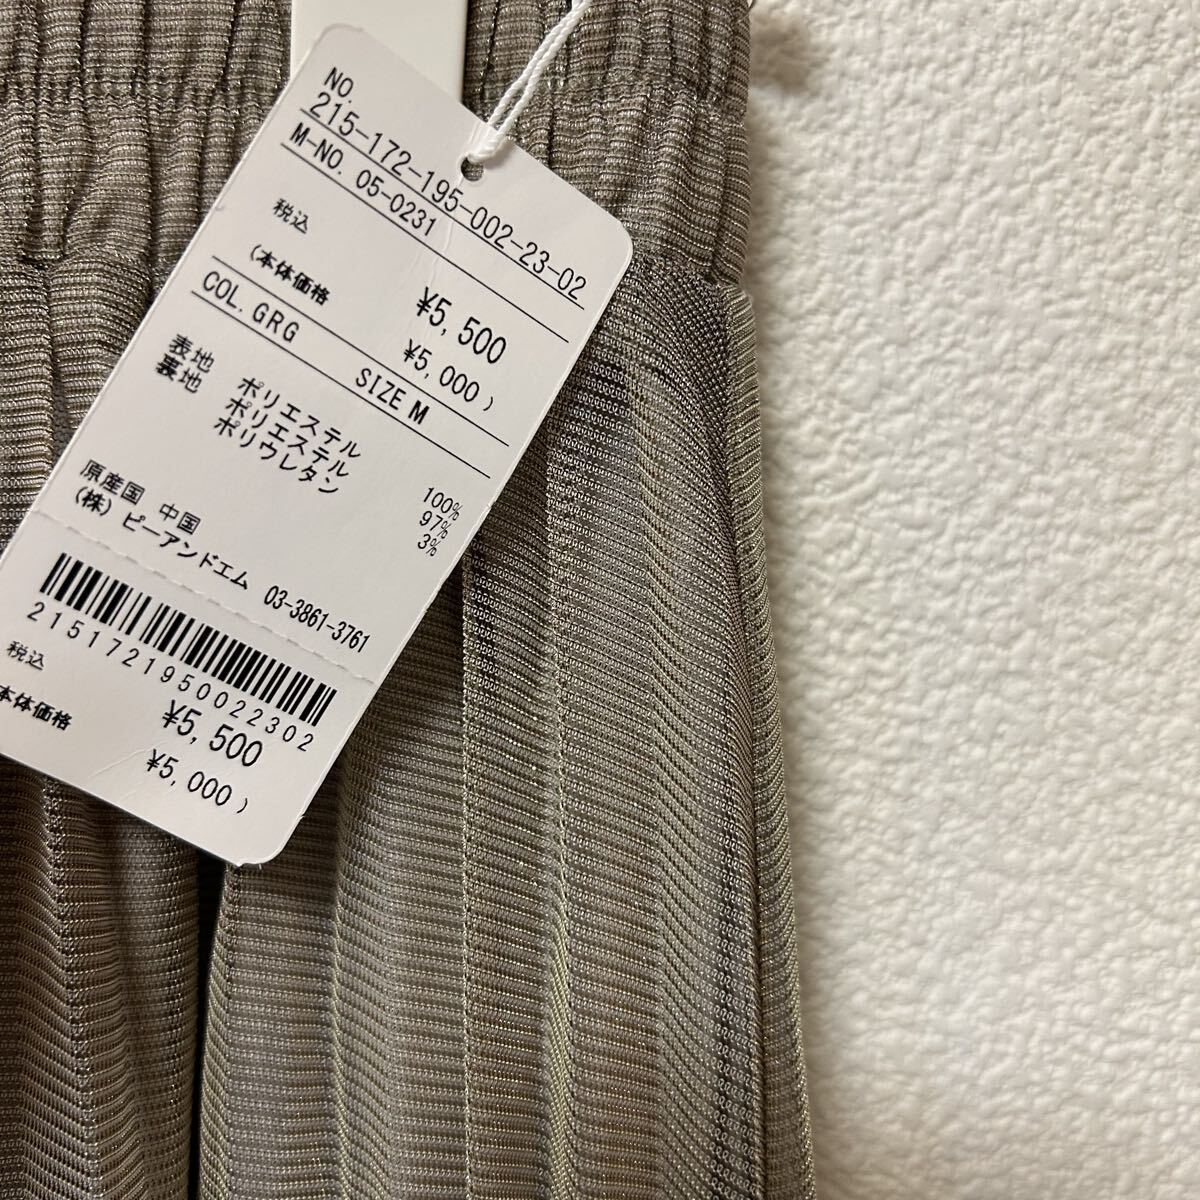 NO.
215-172-195-002-23-02
M-NO. 05-0231
税込 ¥5,500
(本体価格 ¥5,000)
COL. GRG SIZE M
表地 ポリエステル 100%
裏地 ポリエステル 97%
ポリウレタン 3%
原産国 中国
(株) ピーアンドエム 03-3861-3761
2151721950022302
税込 ¥5,500
本体価格 ¥5,000)